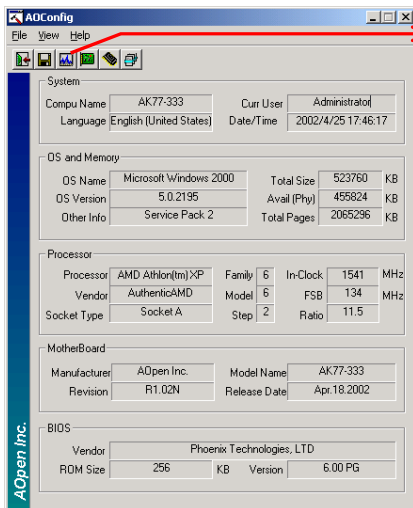 AOConfig
File View Help
System
Compu Name AK77-333 Curr User Administrator
Language English (United States) Date/Time 2002/4/25 17:46:17
OS and Memory
OS Name Microsoft Windows 2000 Total Size 523760 KB
OS Version 5.0.2195 Avail (Phy) 455824 KB
Other Info Service Pack 2 Total Pages 2065296 KB
Processor
Processor AMD Athlon(tm) XP Family 6 In-Clock 1541 MHz
Vendor AuthenticAMD Model 6 FSB 134 MHz
Socket Type Socket A Step 2 Ratio 11.5
MotherBoard
Manufacturer AOpen Inc. Model Name AK77-333
Revision R1.02N Release Date Apr.18.2002
BIOS
Vendor Phoenix Technologies, LTD
ROM Size 256 KB Version 6.00 PG
AOpen Inc.